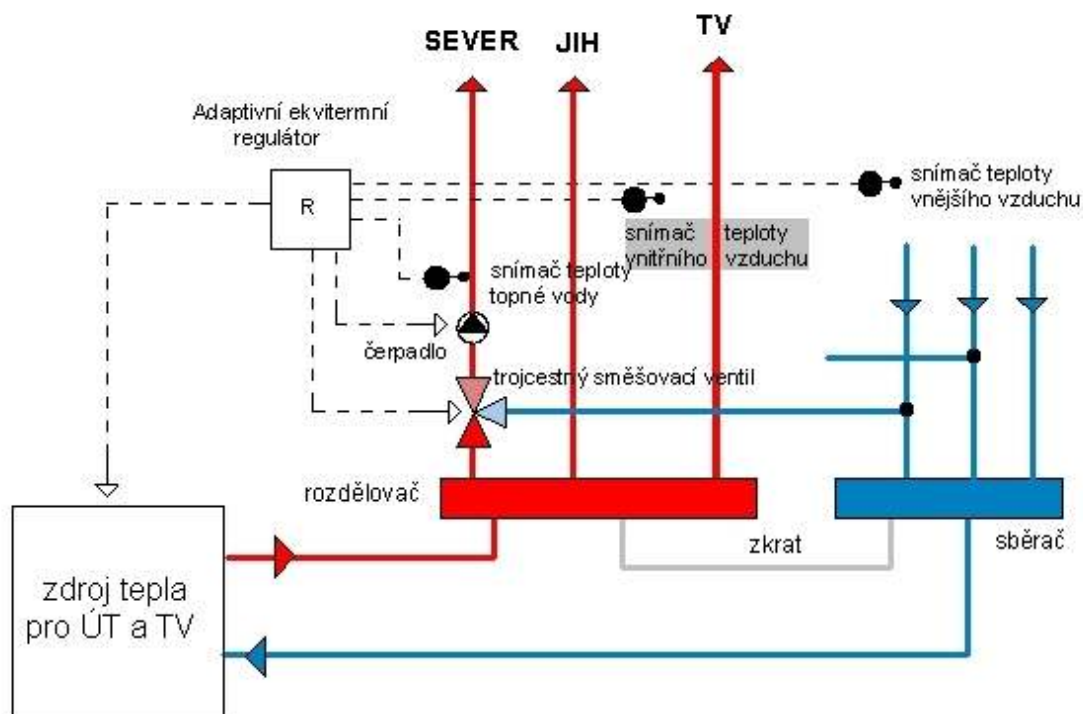 SEVER
JIH
TV
Adaptivní ekvitermní
regulátor
R
snímač teploty
vnějšího vzduchu
snímač teploty
vnitřního vzduchu
snímač teploty
topné vody
čerpadlo
trojcestný směšovací ventil
rozdělovač
zkrat
sběrač
zdroj tepla
pro ÚT a TV